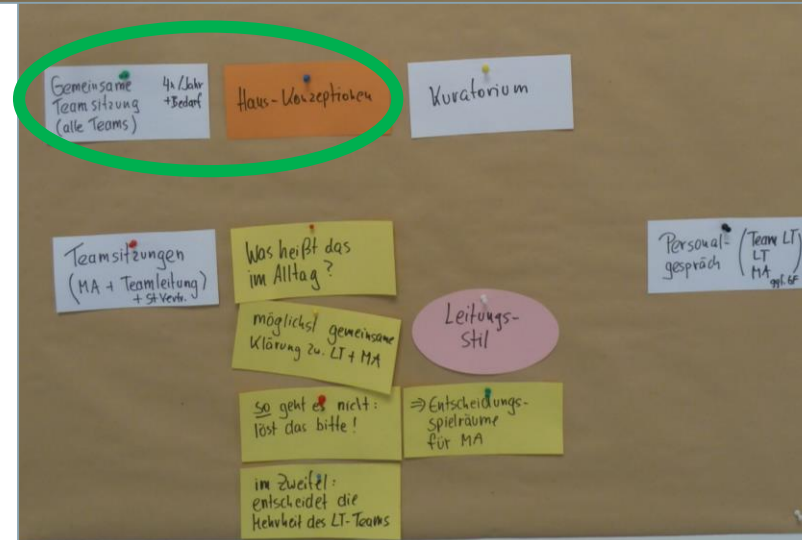 Gemeinsame 4x/Jahr
Teamsitzung +Bedarf
(alle Teams)
Haus-Konzeptionen
Kuratorium
Teamsitzungen
(MA + Teamleitung)
+ StVertr.
Was heißt das
im Alltag?
Personal-
gespräch
(Team LT)
LT
MA
ggf. GF
möglichst gemeinsame
Klärung zw. LT + MA
Leitungs-
Stil
so geht es nicht:
löst das bitte!
⇒ Entscheidungs-
spielräume
für MA
im Zweifel:
entscheidet die
Mehrheit des LT-Teams